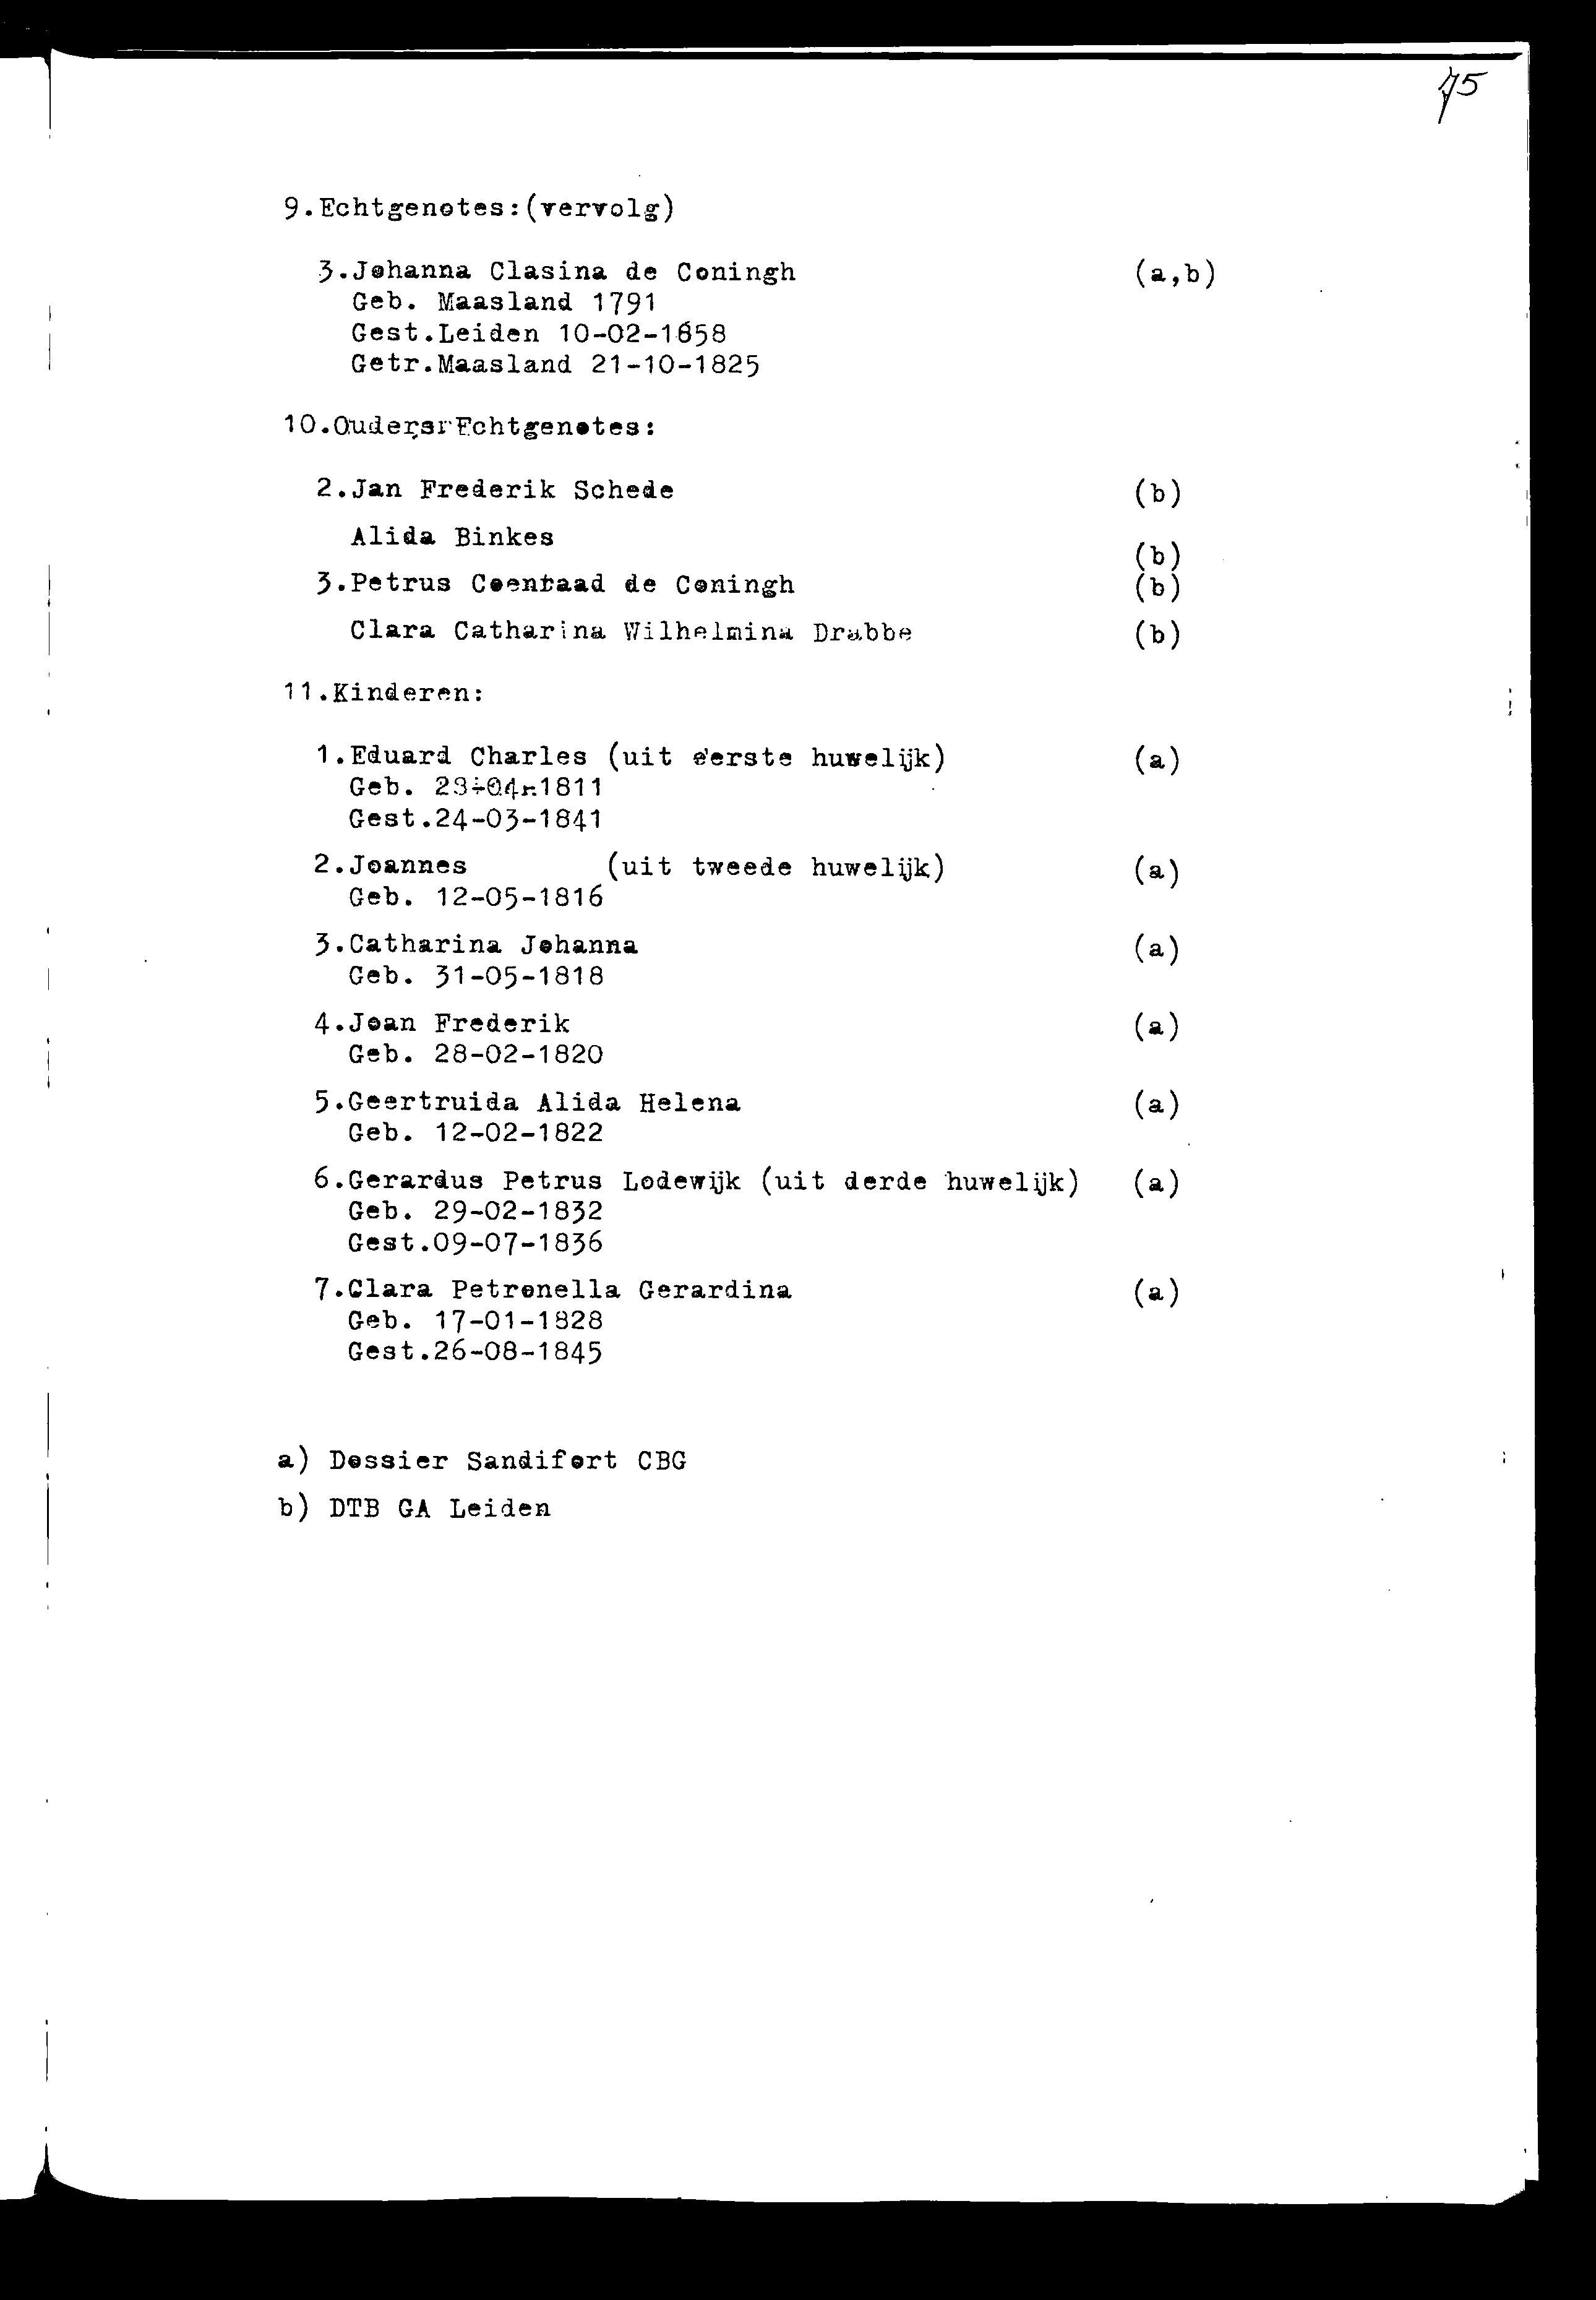 75
9.Echtgenotes:(vervolg)
3.Johanna Clasina de Coningh (a,b)
Geb. Maasland 1791
Gest.Leiden 10-02-1858
Getr.Maasland 21-10-1825
10.Ouders Echtgenotes:
2.Jan Frederik Schede (b)
Alida Binkes (b)
3.Petrus Coenraad de Coningh (b)
Clara Catharina Wilhelmina Drabbe (b)
11.Kinderen:
1.Eduard Charles (uit eerste huwelijk) (a)
Geb. 28-04-1811
Gest.24-03-1841
2.Joannes (uit tweede huwelijk) (a)
Geb. 12-05-1816
3.Catharina Johanna (a)
Geb. 31-05-1818
4.Joan Frederik (a)
Geb. 28-02-1820
5.Geertruida Alida Helena (a)
Geb. 12-02-1822
6.Gerardus Petrus Lodewijk (uit derde huwelijk) (a)
Geb. 29-02-1832
Gest.09-07-1836
7.Clara Petronella Gerardina (a)
Geb. 17-01-1828
Gest.26-08-1845
a) Dossier Sandifort CBG
b) DTB GA Leiden